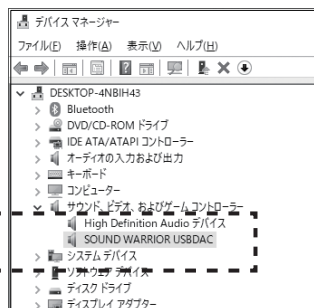 デバイス マネージャー
ファイル(F) 操作(A) 表示(V) ヘルプ(H)
DESKTOP-4NBIH43
Bluetooth
DVD/CD-ROM ドライブ
IDE ATA/ATAPI コントローラー
オーディオの入力および出力
キーボード
コンピューター
サウンド、ビデオ、およびゲーム コントローラー
High Definition Audio デバイス
SOUND WARRIOR USBDAC
システム デバイス
ソフトウェア デバイス
ディスク ドライブ
ディスプレイ アダプター